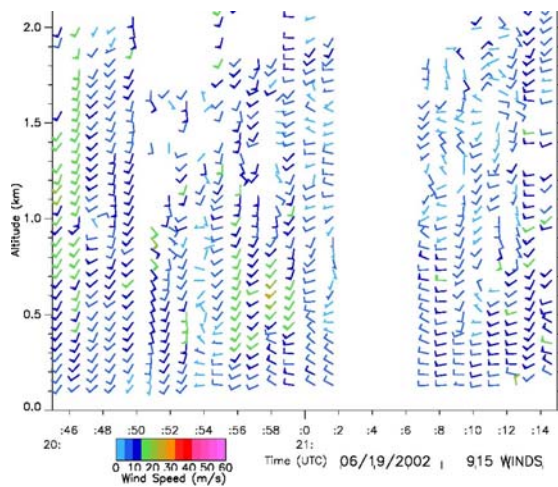 2.0
1.5
Altitude (km)
1.0
0.5
0.0
:46 :48 :50 :52 :54 :56 :58 :0 :2 :4 :6 :8 :10 :12 :14
20: 21:
0 5 10 20 30 40 50 60
Wind Speed (m/s)
Time (UTC) 06/19/2002 915 WINDS